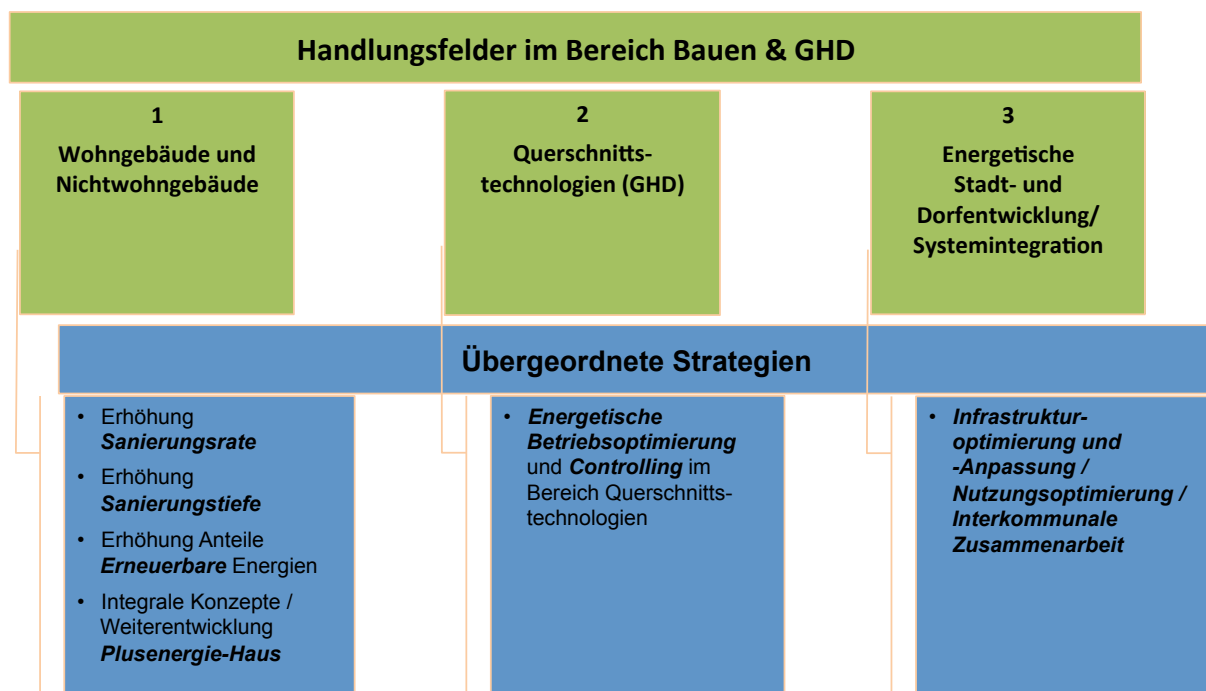 Handlungsfelder im Bereich Bauen & GHD
1
Wohngebäude und
Nichtwohngebäude
2
Querschnitts-
technologien (GHD)
3
Energetische
Stadt- und
Dorfentwicklung/
Systemintegration
Übergeordnete Strategien
• Erhöhung
Sanierungsrate
• Erhöhung
Sanierungstiefe
• Erhöhung Anteile
Erneuerbare Energien
• Integrale Konzepte /
Weiterentwicklung
Plusenergie-Haus
• Energetische
Betriebsoptimierung
und Controlling im
Bereich Querschnitts-
technologien
• Infrastruktur-
optimierung und
-Anpassung /
Nutzungsoptimierung /
Interkommunale
Zusammenarbeit